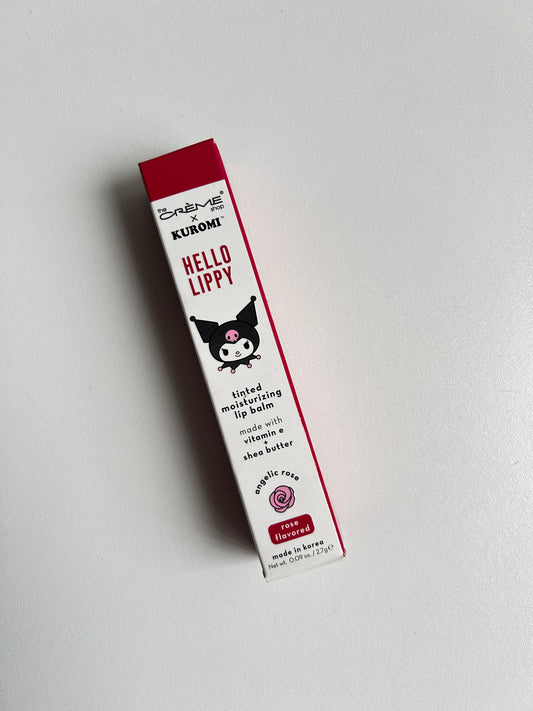 the CRÈME shop®
x
KUROMI™
HELLO
LIPPY
tinted
moisturizing
lip balm
made with
vitamin e
+
shea butter
angelic rose
rose
flavored
made in korea
Net wt. 0.09 oz. / 2.7g ℮